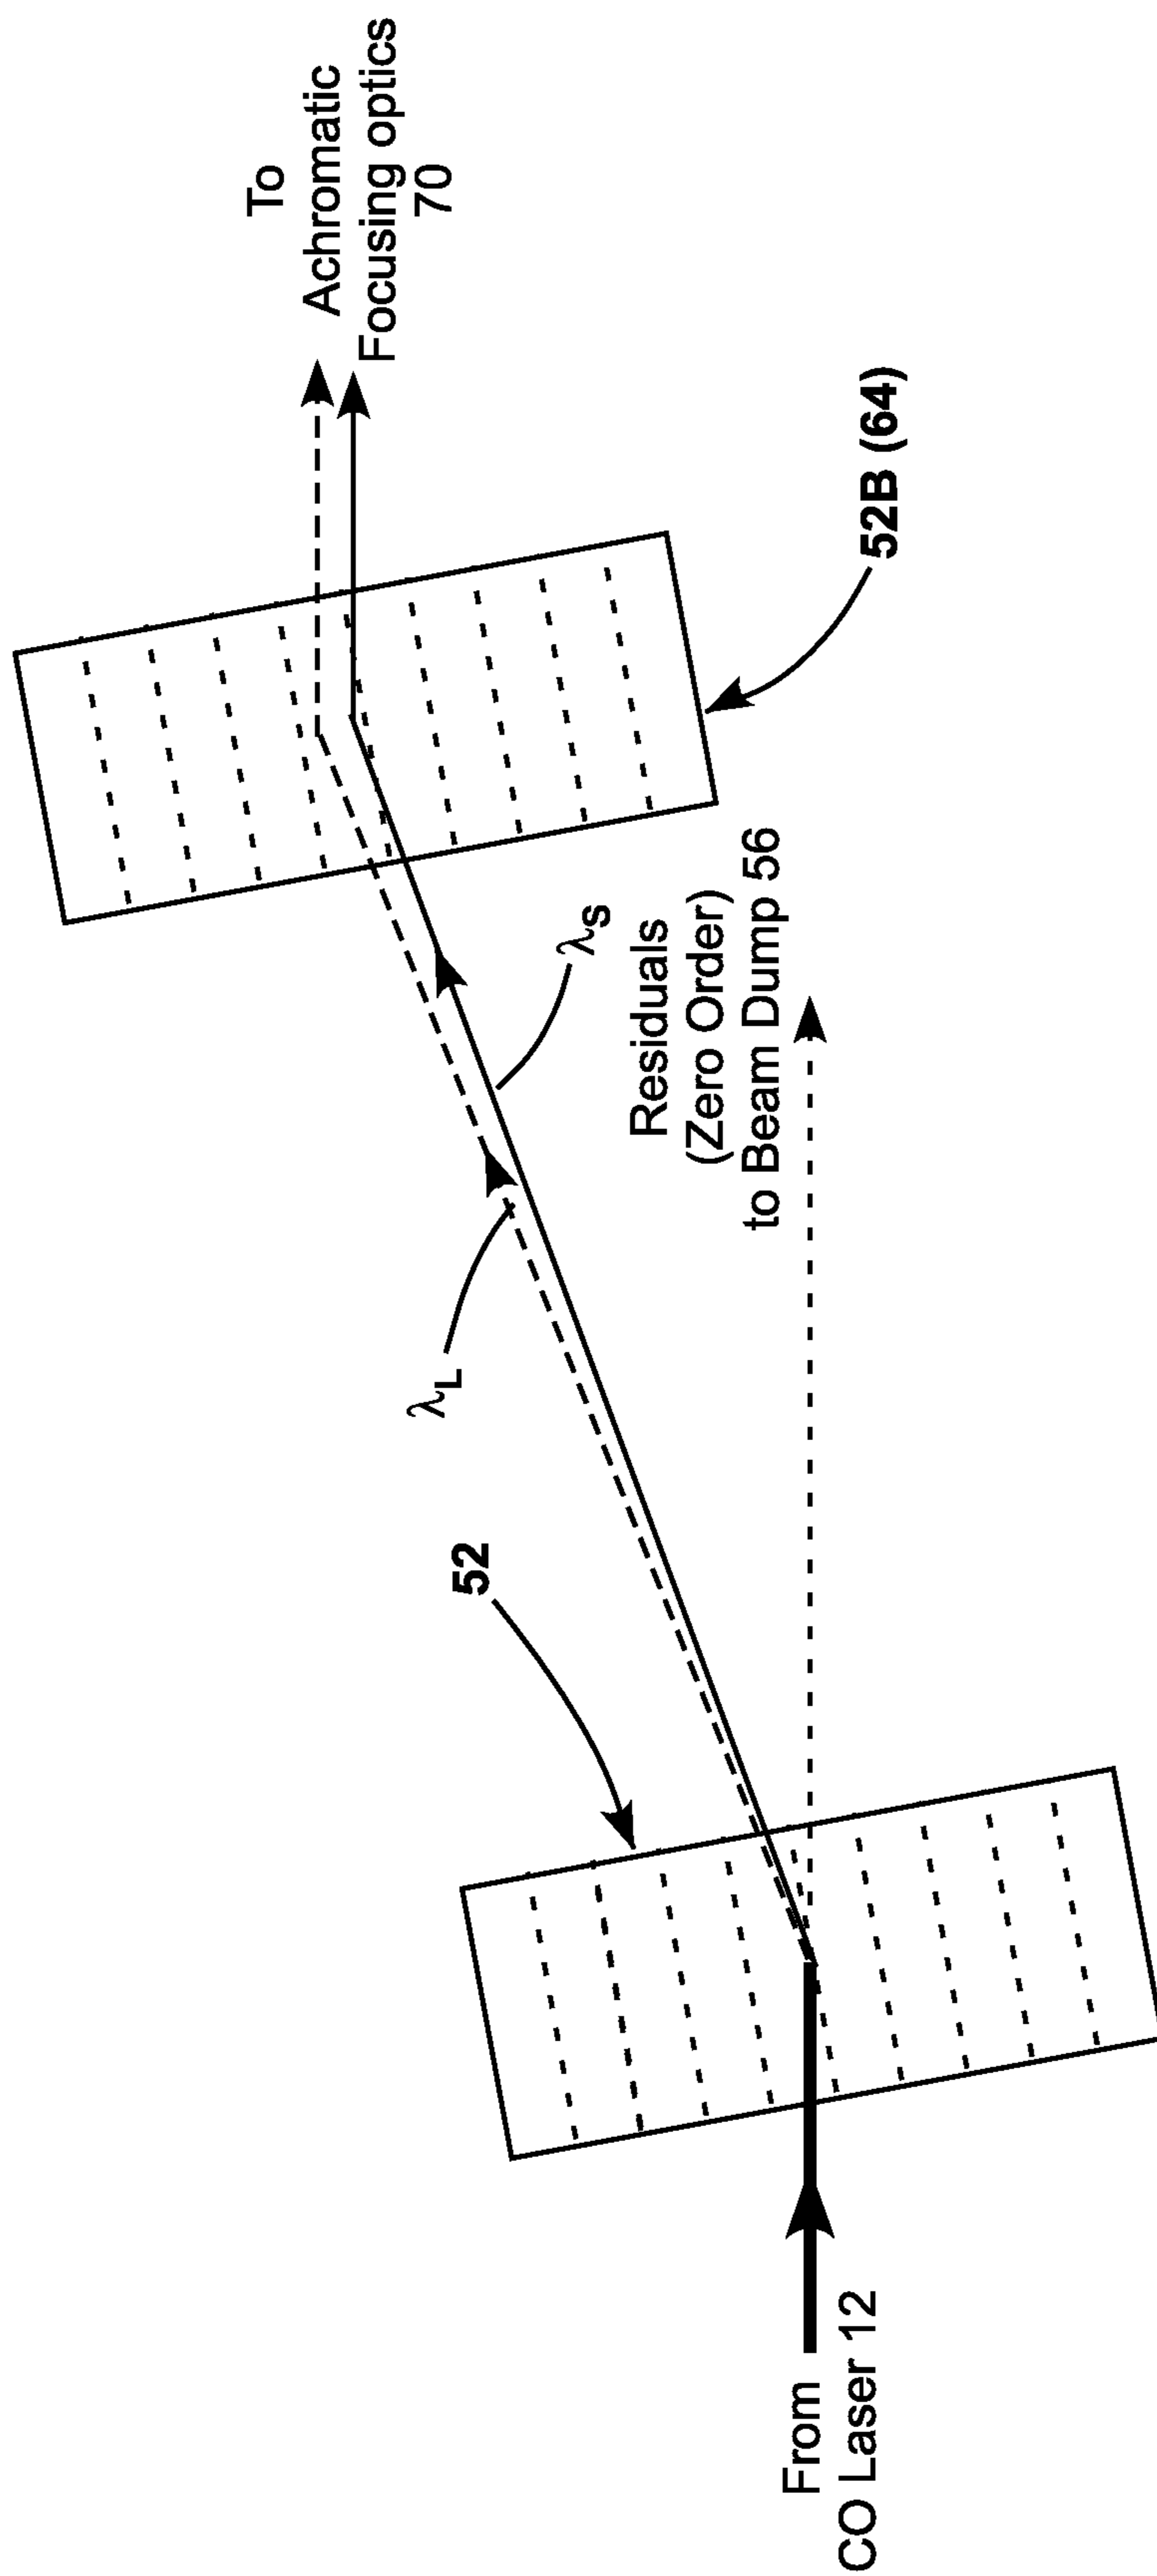 To
Achromatic
Focusing optics
70
52B (64)
λS
Residuals
(Zero Order)
to Beam Dump 56
λL
52
From
CO Laser 12